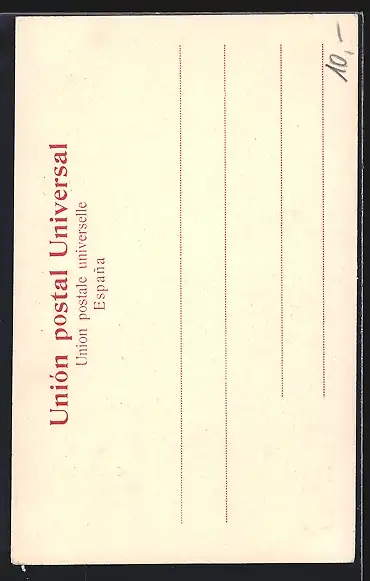 10,-
Unión postal Universal
Union postale universelle
España